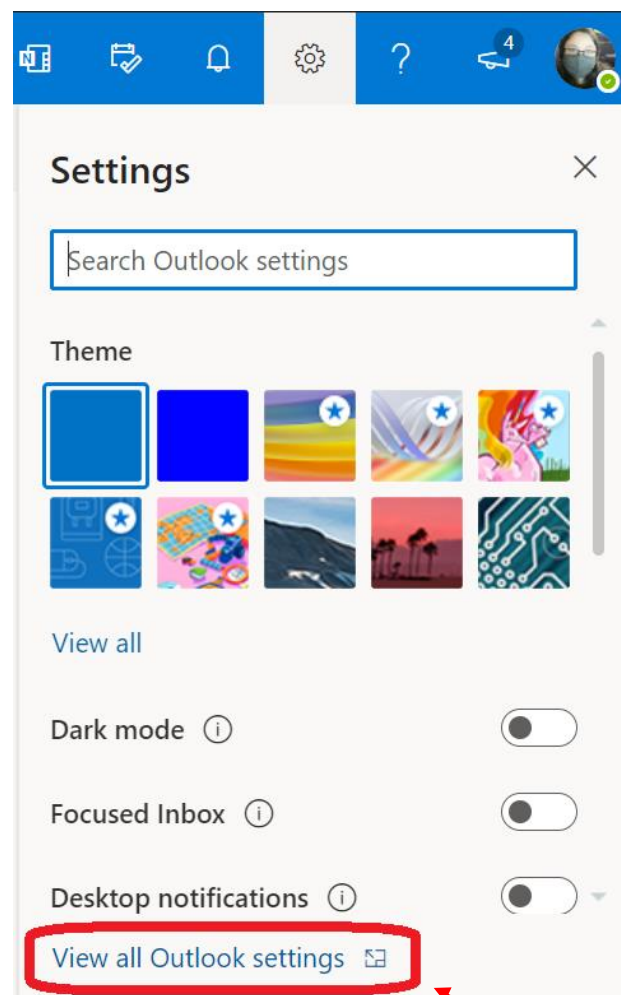 N
4
Settings
Search Outlook settings
Theme
View all
Dark mode
Focused Inbox
Desktop notifications
View all Outlook settings